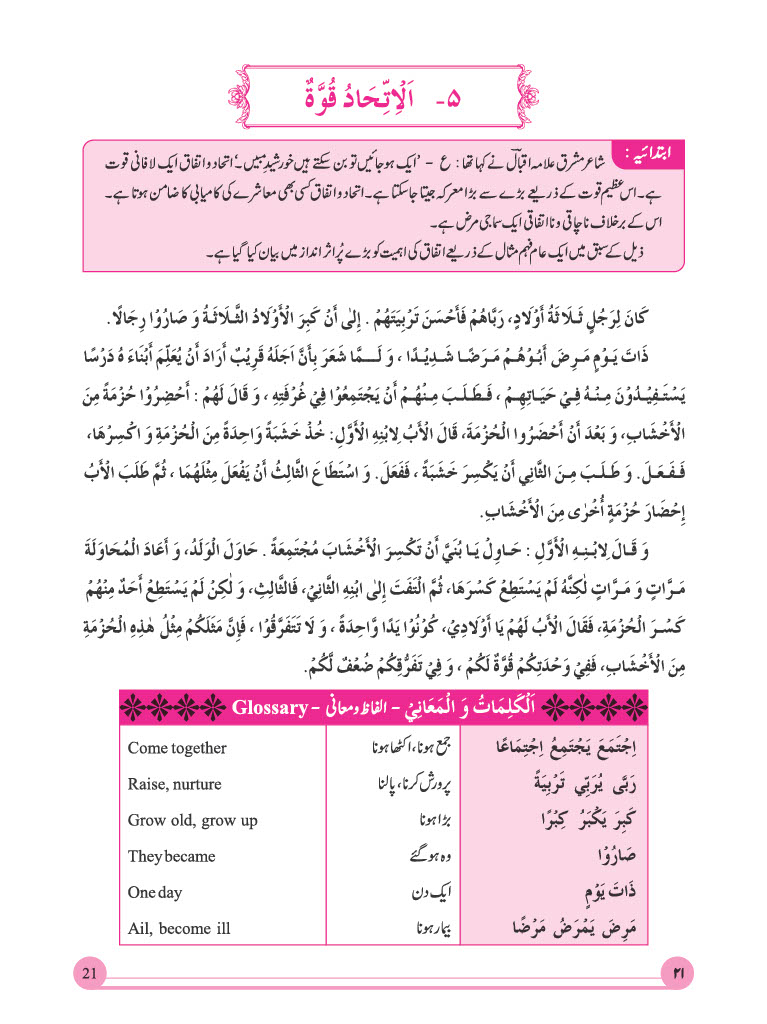 ۵- اَلۡاِتِّحَادُ قُوَّةٌ
ابتدائیہ : شاعرِ مشرق علامہ اقبالؔ نے کہا تھا : ع – ’ایک ہو جائیں تو بن سکتے ہیں خورشیدِ مبیں۔‘ اتحاد و اتفاق ایک لافانی قوت
ہے۔ اس عظیم قوت کے ذریعے بڑے سے بڑا معرکہ جیتا جا سکتا ہے۔ اتحاد و اتفاق کسی بھی معاشرے کی کامیابی کا ضامن ہوتا ہے۔
اس کے برخلاف ناچاقی و نااتفاقی ایک سماجی مرض ہے۔
ذیل کے سبق میں ایک عام فہم مثال کے ذریعے اتفاق کی اہمیت کو بڑے پُر اثر انداز میں بیان کیا گیا ہے۔
كَانَ لِرَجُلٍ ثَلَاثَةُ أَوۡلَادٍ، رَبَّاهُمۡ فَأَحۡسَنَ تَرۡبِيَتَهُمۡ . إِلٰى أَنۡ كَبِرَ الۡأَوۡلَادُ الثَّلَاثَةُ وَ صَارُوۡا رِجَالًا.
ذَاتَ يَوۡمٍ مَرِضَ أَبُوۡهُمۡ مَرَضًا شَدِيۡدًا ، وَ لَـمَّا شَعَرَ بِأَنَّ اَجَلَهُ قَرِيۡبٌ أَرَادَ أَنۡ يُعَلِّمَ أَبۡنَاءَ هُ دَرۡسًا
يَسۡتَفِيۡدُوۡنَ مِنۡهُ فِيۡ حَيَاتِهِمۡ ، فَطَلَبَ مِنۡهُمۡ أَنۡ يَجۡتَمِعُوۡا فِيۡ غُرۡفَتِهِ ، وَ قَالَ لَهُمۡ : أَحۡضِرُوۡا حُزۡمَةً مِنَ
الۡأَخۡشَابِ، وَ بَعۡدَ أَنۡ أَحۡضَرُوا الۡحُزۡمَةَ، قَالَ الۡأَبُ لِابۡنِهِ الۡأَوَّلِ: خُذۡ خَشَبَةً وَاحِدَةً مِنَ الۡحُزۡمَةِ وَ اكۡسِرۡهَا،
فَفَعَلَ. وَ طَلَبَ مِنَ الثَّانِي أَنۡ يَكۡسِرَ خَشَبَةً ، فَفَعَلَ. وَ اسۡتَطَاعَ الثَّالِثُ أَنۡ يَفۡعَلَ مِثۡلَهُمَا ، ثُمَّ طَلَبَ الۡأَبُ
إِحۡضَارَ حُزۡمَةٍ أُخۡرٰى مِنَ الۡأَخۡشَابِ.
وَ قَالَ لِابۡنِهِ الۡأَوَّلِ : حَاوِلۡ يَا بُنَيَّ أَنۡ تَكۡسِرَ الۡأَخۡشَابَ مُجۡتَمِعَةً . حَاوَلَ الۡوَلَدُ، وَ أَعَادَ الۡمُحَاوَلَةَ
مَرَّاتٍ وَ مَرَّاتٍ لٰكِنَّهُ لَمۡ يَسۡتَطِعۡ كَسۡرَهَا، ثُمَّ الۡتَفَتَ إِلٰى ابۡنِهِ الثَّانِيۡ، فَالثَّالِثِ، وَ لٰكِنۡ لَمۡ يَسۡتَطِعۡ أَحَدٌ مِنۡهُمۡ
كَسۡرَ الۡحُزۡمَةِ، فَقَالَ الۡأَبُ لَهُمۡ يَا أَوۡلَادِيۡ، كُوۡنُوۡا يَدًا وَّاحِدَةً ، وَ لَا تَتَفَرَّقُوۡا ، فَإِنَّ مَثَلَكُمۡ مِثۡلُ هٰذِهِ الۡحُزۡمَةِ
مِنَ الۡأَخۡشَابِ، فَفِيۡ وَحۡدَتِكُمۡ قُوَّةٌ لَكُمۡ ، وَ فِيۡ تَفَرُّقِكُمۡ ضُعۡفٌ لَّكُمۡ.
اَلۡكَلِمَاتُ وَ الۡمَعَانِيۡ - الفاظ و معانی - Glossary
اِجۡتَمَعَ يَجۡتَمِعُ اِجۡتِمَاعًا جمع ہونا، اکٹھا ہونا Come together
رَبَّى يُرَبِّي تَرۡبِيَةً پرورش کرنا، پالنا Raise, nurture
كَبِرَ يَكۡبَرُ كِبۡرًا بڑا ہونا Grow old, grow up
صَارُوۡا وہ ہو گئے They became
ذَاتَ يَوۡمٍ ایک دن One day
مَرِضَ يَمۡرَضُ مَرۡضًا بیمار ہونا Ail, become ill
21 ۲۱